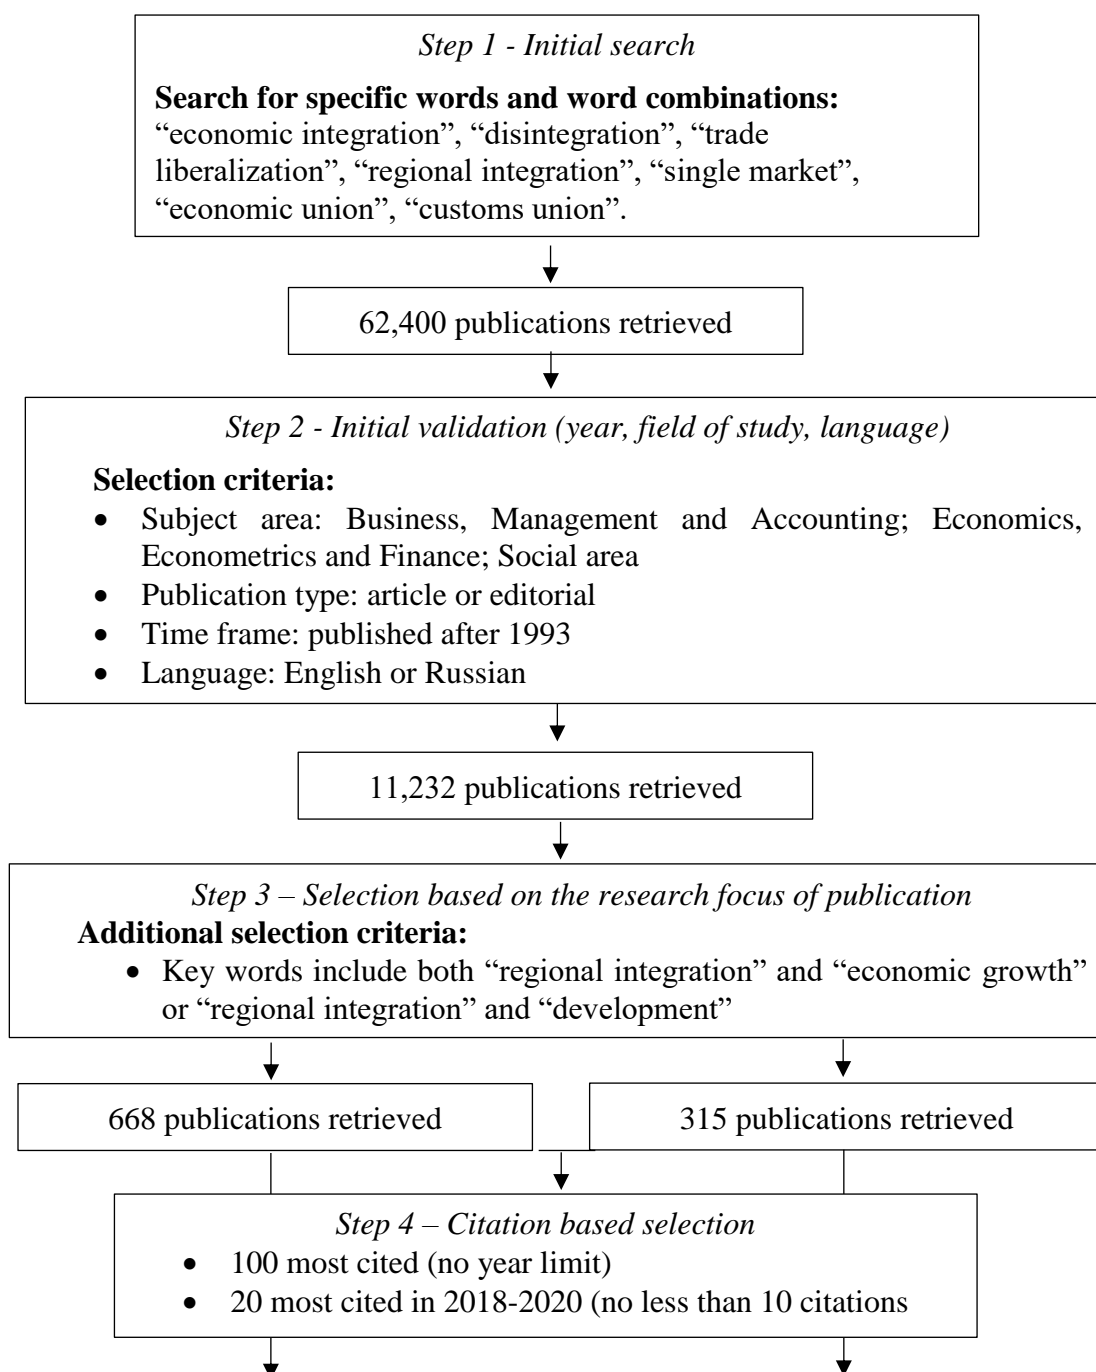 Step 1 - Initial search
Search for specific words and word combinations:
“economic integration”, “disintegration”, “trade
liberalization”, “regional integration”, “single market”,
“economic union”, “customs union”.
62,400 publications retrieved
Step 2 - Initial validation (year, field of study, language)
Selection criteria:
• Subject area: Business, Management and Accounting; Economics,
Econometrics and Finance; Social area
• Publication type: article or editorial
• Time frame: published after 1993
• Language: English or Russian
11,232 publications retrieved
Step 3 – Selection based on the research focus of publication
Additional selection criteria:
• Key words include both “regional integration” and “economic growth”
or “regional integration” and “development”
668 publications retrieved
315 publications retrieved
Step 4 – Citation based selection
• 100 most cited (no year limit)
• 20 most cited in 2018-2020 (no less than 10 citations